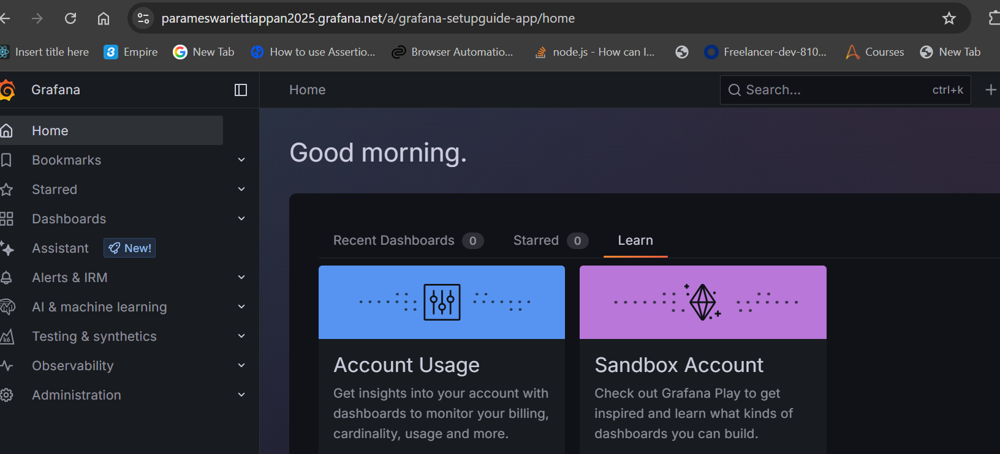 parameswariettiappan2025.grafana.net/a/grafana-setupguide-app/home
Insert title here
Empire
New Tab
How to use Assertio...
Browser Automatio...
node.js - How can I...
Freelancer-dev-810...
Courses
New Tab
Grafana
Home
Search...
ctrl+k
Home
Bookmarks
Starred
Dashboards
Assistant
New!
Alerts & IRM
AI & machine learning
Testing & synthetics
Observability
Administration
Good morning.
Recent Dashboards 0
Starred 0
Learn
Account Usage
Get insights into your account with
dashboards to monitor your billing,
cardinality, usage and more.
Sandbox Account
Check out Grafana Play to get
inspired and learn what kinds of
dashboards you can build.